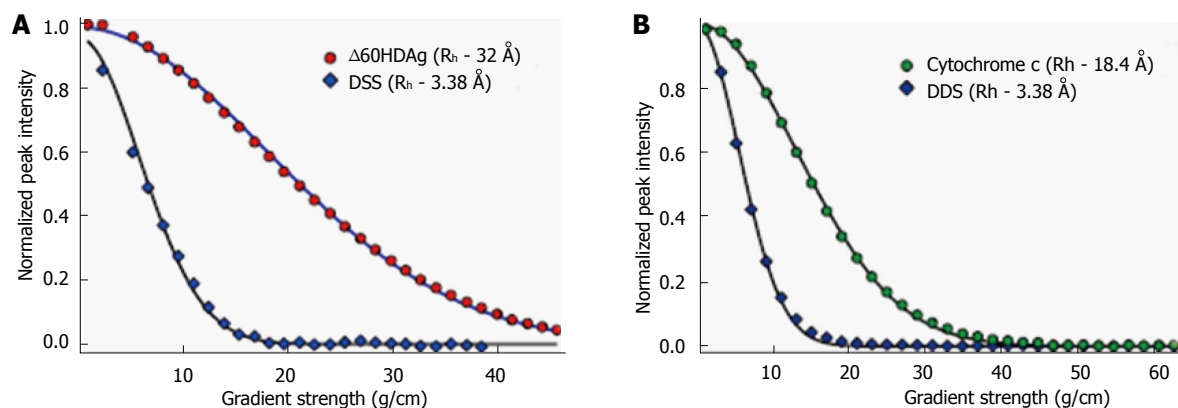 A
1.0
0.8
0.6
0.4
0.2
0.0
Normalized peak intensity
Δ60HDAg (Rh - 32 Å)
DSS (Rh - 3.38 Å)
10 20 30 40
Gradient strength (g/cm)
B
1.0
0.8
0.6
0.4
0.2
0.0
Normalized peak intensity
Cytochrome c (Rh - 18.4 Å)
DDS (Rh - 3.38 Å)
10 20 30 40 50 60
Gradient strength (g/cm)